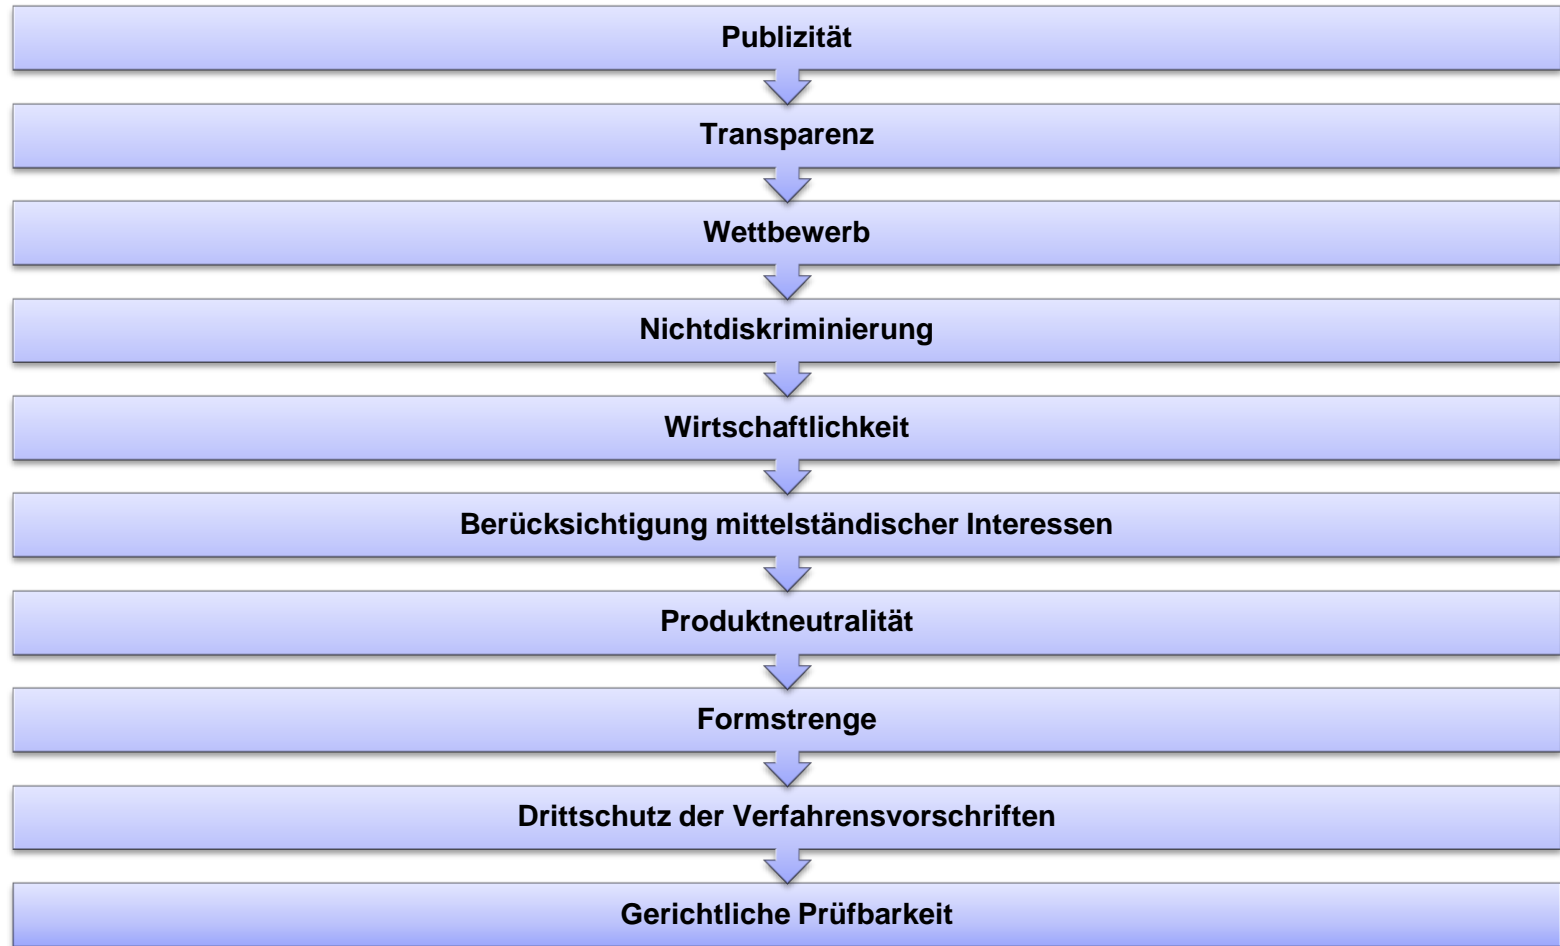 Publizität
Transparenz
Wettbewerb
Nichtdiskriminierung
Wirtschaftlichkeit
Berücksichtigung mittelständischer Interessen
Produktneutralität
Formstrenge
Drittschutz der Verfahrensvorschriften
Gerichtliche Prüfbarkeit